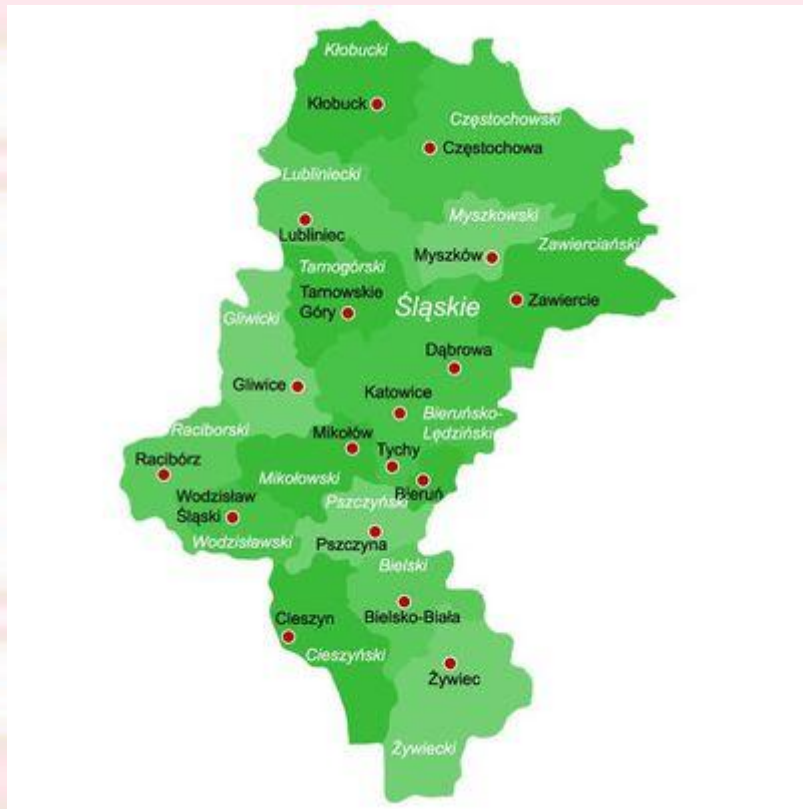 Kłobucki
Kłobuck
Częstochowski
Częstochowa
Lubliniecki
Lubliniec
Myszkowski
Myszków
Zawierciański
Tarnogórski
Tarnowskie
Góry
Śląskie
Zawiercie
Gliwicki
Dąbrowa
Gliwice
Katowice
Bieruńsko-
Lędziński
Raciborski
Mikołów
Tychy
Racibórz
Mikołowski
Bieruń
Wodzisław
Śląski
Pszczyński
Wodzisławski
Pszczyna
Bielski
Cieszyn
Bielsko-Biała
Cieszyński
Żywiec
Żywiecki